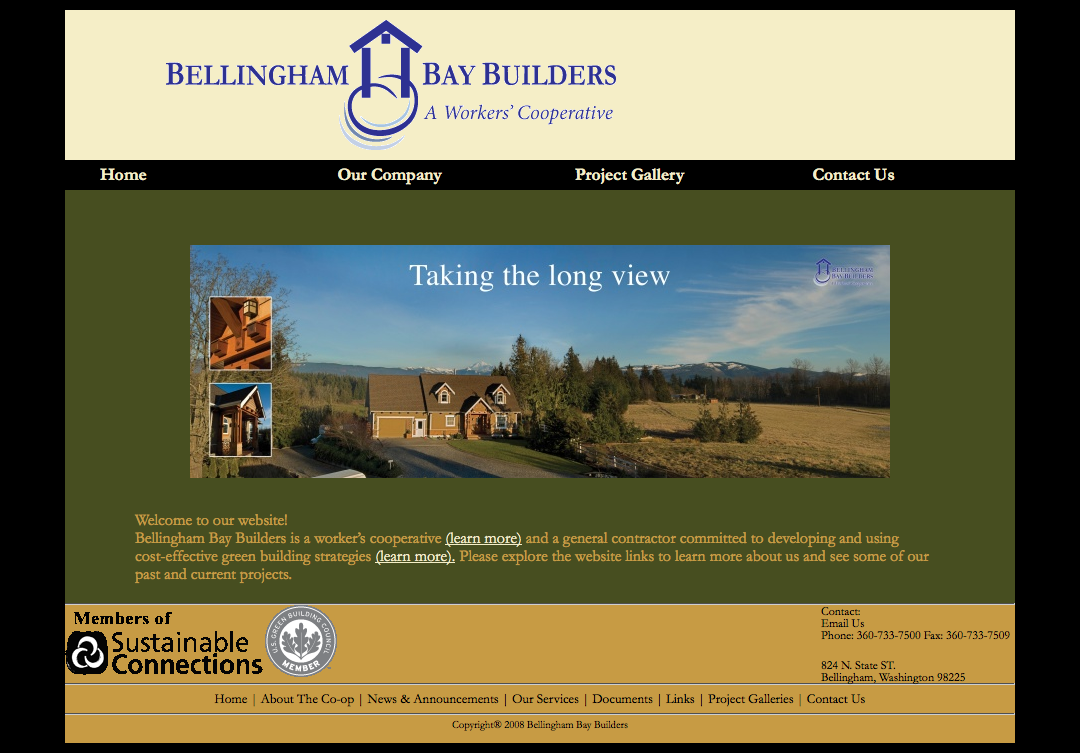 BELLINGHAM BAY BUILDERS
A Workers' Cooperative
Home Our Company Project Gallery Contact Us
Taking the long view
BELLINGHAM
BAY BUILDERS
Welcome to our website!
Bellingham Bay Builders is a worker's cooperative (learn more) and a general contractor committed to developing and using
cost-effective green building strategies (learn more). Please explore the website links to learn more about us and see some of our
past and current projects.
Members of
Sustainable
Connections
U.S. GREEN BUILDING COUNCIL
MEMBER
Contact:
Email Us
Phone: 360-733-7500 Fax: 360-733-7509
824 N. State ST.
Bellingham, Washington 98225
Home | About The Co-op | News & Announcements | Our Services | Documents | Links | Project Galleries | Contact Us
Copyright® 2008 Bellingham Bay Builders